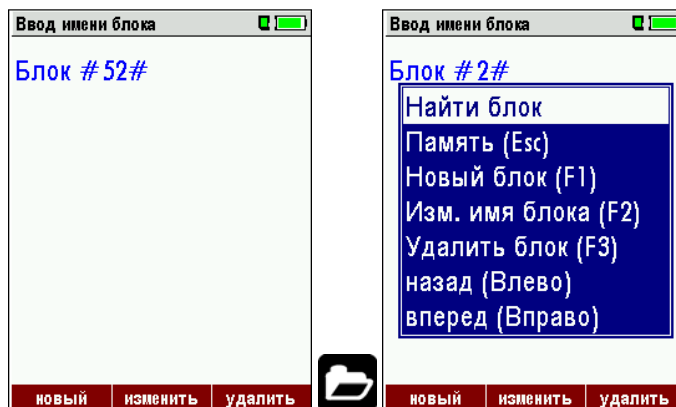 Ввод имени блока
Блок #52#
новый изменить удалить
Ввод имени блока
Блок #2#
Найти блок
Память (Esc)
Новый блок (F1)
Изм. имя блока (F2)
Удалить блок (F3)
назад (Влево)
вперед (Вправо)
новый изменить удалить